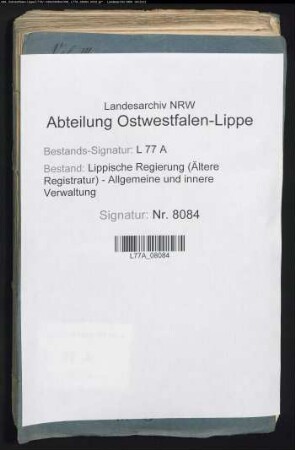 Landesarchiv NRW
Abteilung Ostwestfalen-Lippe
Bestands-Signatur: L 77 A
Bestand: Lippische Regierung (Ältere
Registratur) - Allgemeine und innere
Verwaltung
Signatur: Nr. 8084
L77A_08084